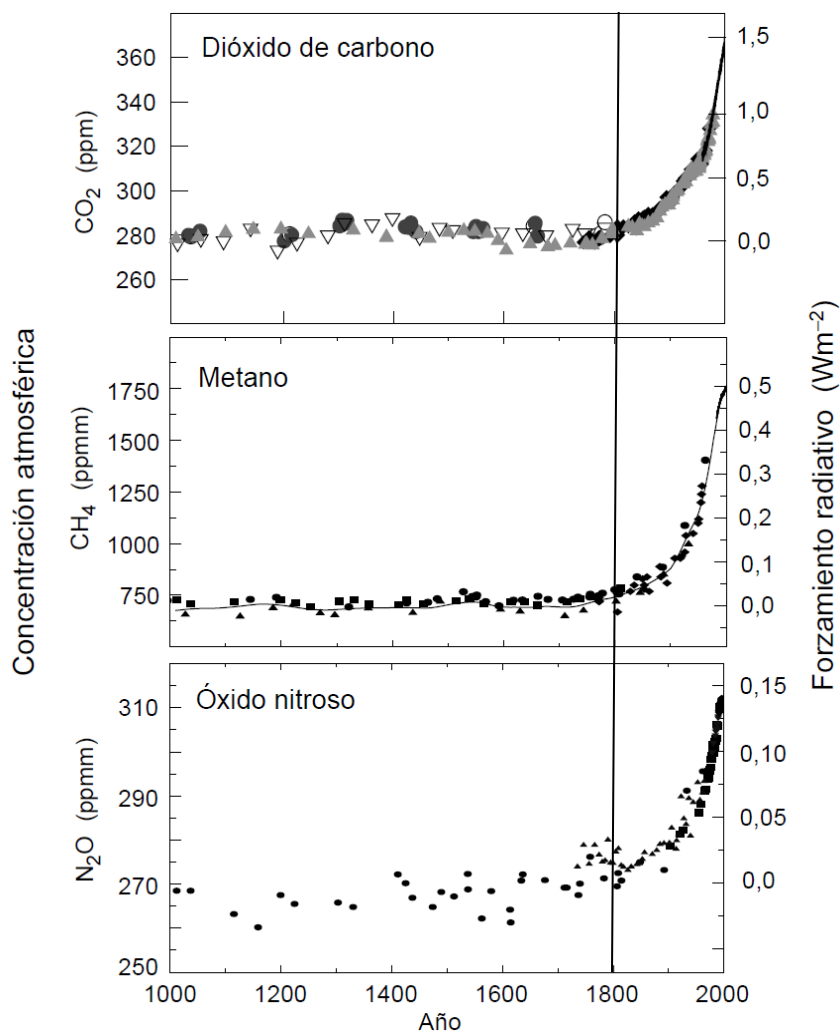 Dióxido de carbono
360
340
320
300
280
260
CO2 (ppm)
1,5
1,0
0,5
0,0
Metano
1750
1500
1250
1000
750
CH4 (ppmm)
0,5
0,4
0,3
0,2
0,1
0,0
Óxido nitroso
310
290
270
250
N2O (ppmm)
0,15
0,10
0,05
0,0
Concentración atmosférica
Forzamiento radiativo (Wm−2)
1000 1200 1400 1600 1800 2000
Año